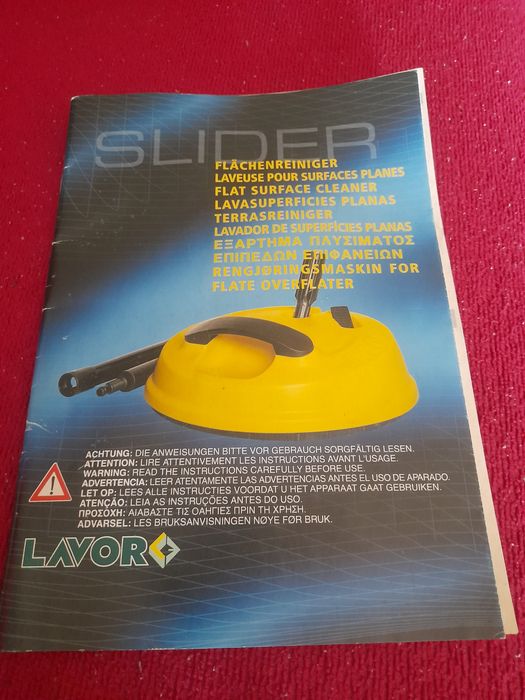 SLIDER
FLÄCHENREINIGER
LAVEUSE POUR SURFACES PLANES
FLAT SURFACE CLEANER
LAVASUPERFICIES PLANAS
TERRASREINIGER
LAVADOR DE SUPERFÍCIES PLANAS
ΕΞΑΡΤΗΜΑ ΠΛΥΣΙΜΑΤΟΣ
ΕΠΙΠΕΔΩΝ ΕΠΙΦΑΝΕΙΩΝ
RENGJØRINGSMASKIN FOR
FLATE OVERFLATER
ACHTUNG: DIE ANWEISUNGEN BITTE VOR GEBRAUCH SORGFÄLTIG LESEN.
ATTENTION: LIRE ATTENTIVEMENT LES INSTRUCTIONS AVANT L'USAGE.
WARNING: READ THE INSTRUCTIONS CAREFULLY BEFORE USE.
ADVERTENCIA: LEER ATENTAMENTE LAS ADVERTENCIAS ANTES EL USO DE APARADO.
LET OP: LEES ALLE INSTRUCTIES VOORDAT U HET APPARAAT GAAT GEBRUIKEN.
ATENÇÃO: LEIA AS INSTRUÇÕES ANTES DO USO.
ΠΡΟΣΟΧΗ: ΔΙΑΒΑΣΤΕ ΤΙΣ ΟΔΗΓΙΕΣ ΠΡΙΝ ΤΗ ΧΡΗΣΗ.
ADVARSEL: LES BRUKSANVISNINGEN NØYE FØR BRUK.
LAVOR